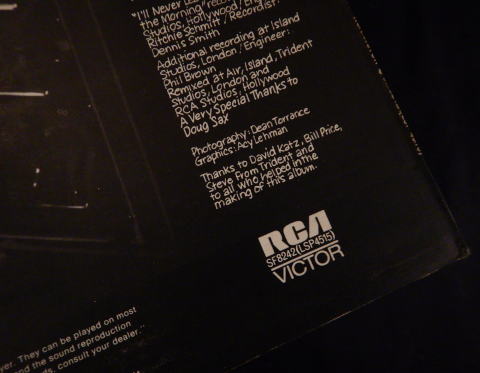 "I'll Never
the Morning" recorded
Studios, Hollywood /
Ritchie Schmitt / Recordist:
Dennis Smith
Additional recording at Island
Studios, London / Engineer:
Phil Brown
Remixed at Air, Island, Trident
Studios, London and
RCA Studios, Hollywood
A Very Special Thanks to
Doug Sax
Photography: Dean Torrance
Graphics: Acy Lehman
Thanks to David Katz, Bill Price,
Steve from Trident and
to all who helped in the
making of this album.
RCA
SF8242(LSP4515)
VICTOR
yer. They can be played on most
nd the sound reproduction
ds, consult your dealer...